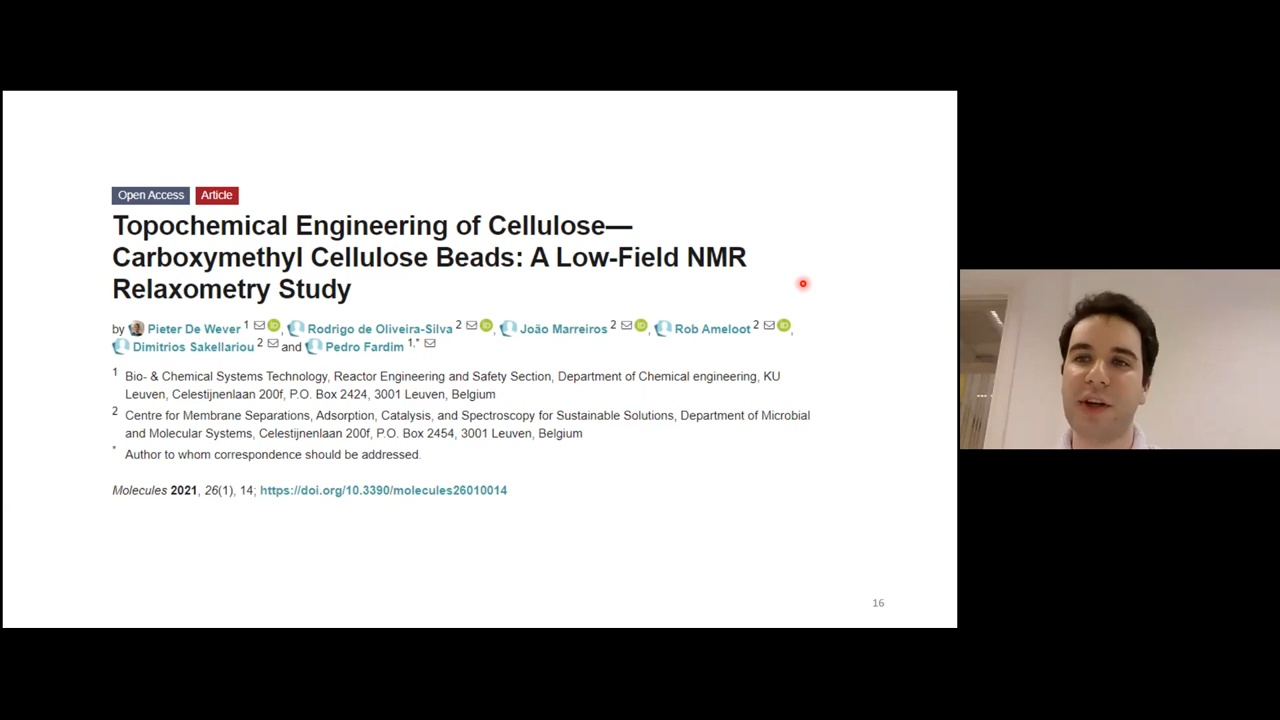 Open Access Article
Topochemical Engineering of Cellulose—
Carboxymethyl Cellulose Beads: A Low-Field NMR
Relaxometry Study
by Pieter De Wever 1 iD, Rodrigo de Oliveira-Silva 2 iD, João Marreiros 2 iD, Rob Ameloot 2 iD,
Dimitrios Sakellariou 2 and Pedro Fardim 1,*
1 Bio- & Chemical Systems Technology, Reactor Engineering and Safety Section, Department of Chemical engineering, KU
Leuven, Celestijnenlaan 200f, P.O. Box 2424, 3001 Leuven, Belgium
2 Centre for Membrane Separations, Adsorption, Catalysis, and Spectroscopy for Sustainable Solutions, Department of Microbial
and Molecular Systems, Celestijnenlaan 200f, P.O. Box 2454, 3001 Leuven, Belgium
* Author to whom correspondence should be addressed.
Molecules 2021, 26(1), 14; https://doi.org/10.3390/molecules26010014
16